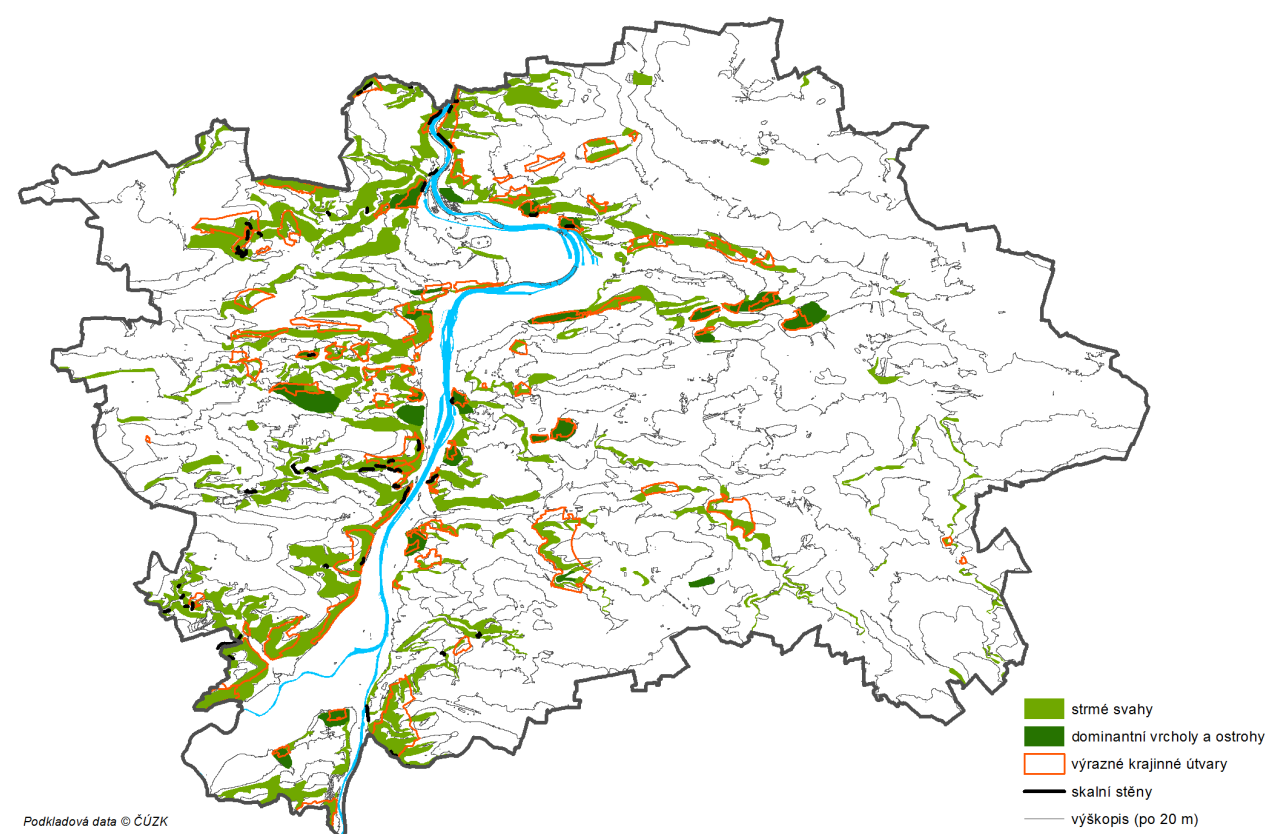 strmé svahy
dominantní vrcholy a ostrohy
výrazné krajinné útvary
skalní stěny
výškopis (po 20 m)
Podkladová data © ČÚZK